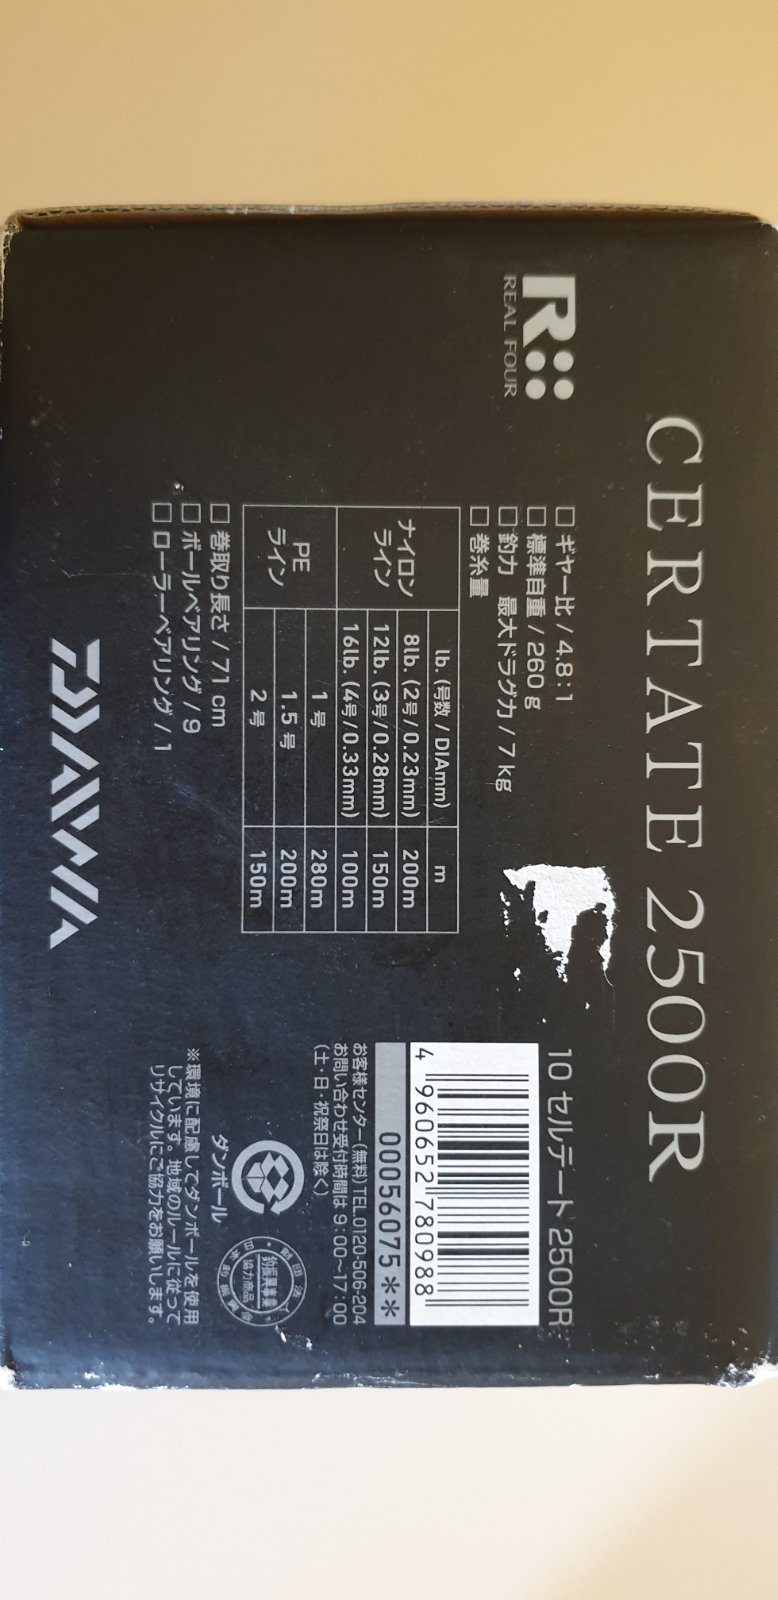 CERTATE 2500R
R
REAL FOUR
□ ギヤー比 / 4.8:1
□ 標準自重 / 260 g
□ 釣力 最大ドラグ力 / 7 kg
□ 巻糸量
lb. (号数 / DIAmm) m
ナイロン
ライン
8lb. (2号 / 0.23mm) 200m
12lb. (3号 / 0.28mm) 150m
16lb. (4号 / 0.33mm) 100m
PE
ライン
1号 280m
1.5号 200m
2号 150m
□ 巻取り長さ / 71 cm
□ ボールベアリング / 9
□ ローラーベアリング / 1
DAIWA
10 セルテート 2500R
4 960652 780988
00056075**
お客様センター(無料)TEL.0120-506-204
お問い合わせ受付時間は 9:00〜17:00
(土・日・祝祭日は除く)
ダンボール
釣振興事業
協力商品
※環境に配慮してダンボールを使用
しています。地域のルールに従って
リサイクルにご協力をお願いします。